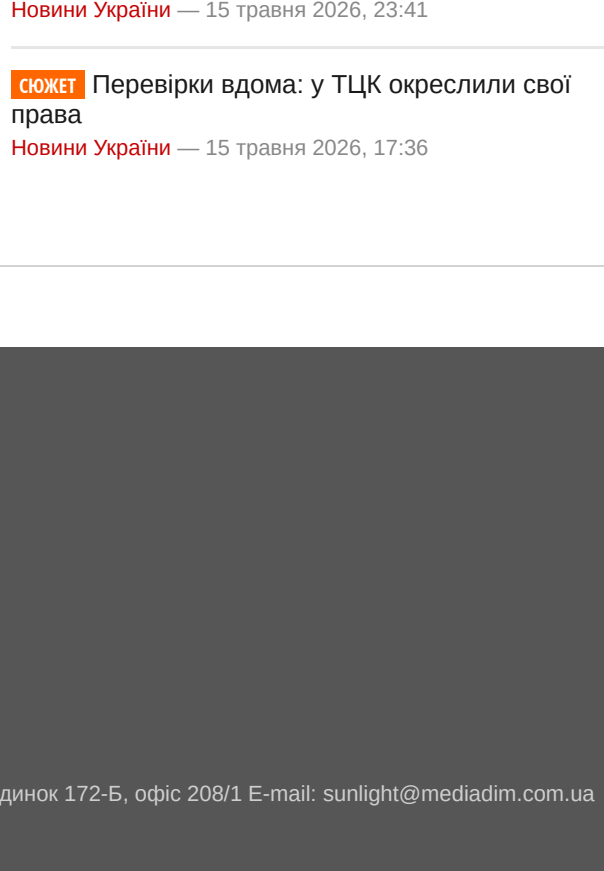 Новини України — 15 травня 2026, 23:41
СЮЖЕТ Перевірки вдома: у ТЦК окреслили свої
права
Новини України — 15 травня 2026, 17:36
динок 172-Б, офіс 208/1 E-mail: sunlight@mediadim.com.ua